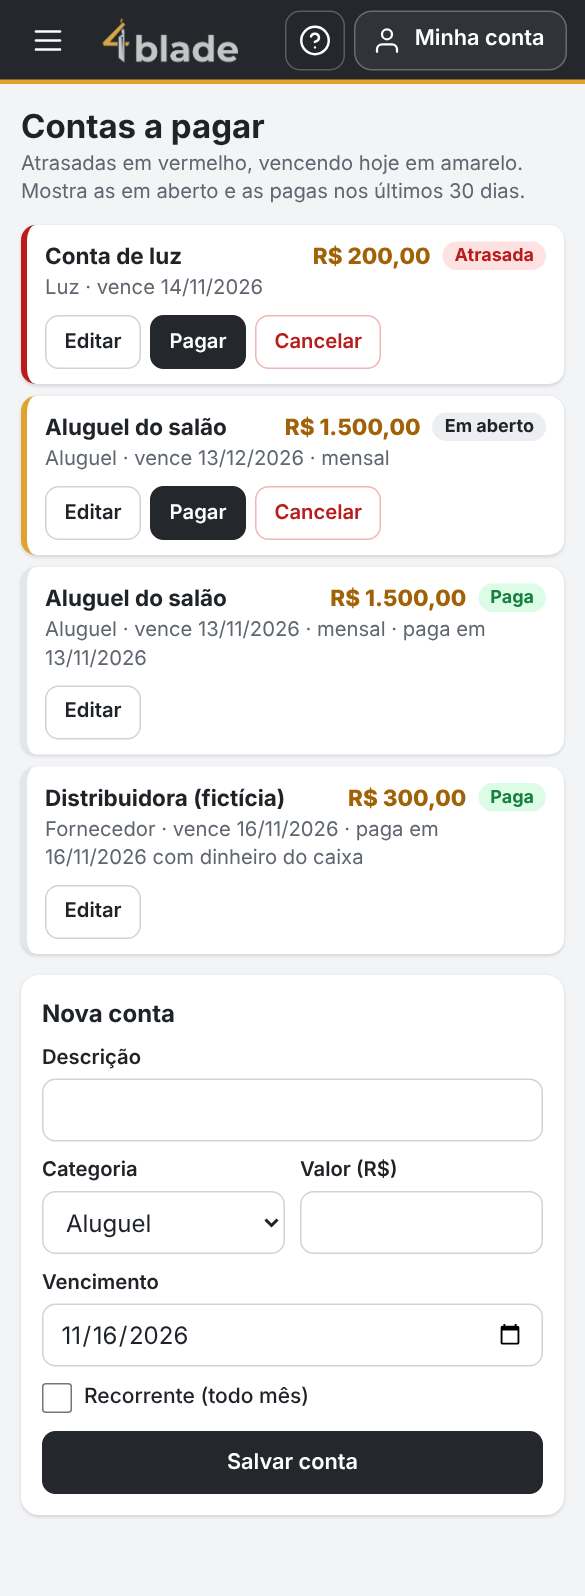 4blade
Minha conta
Contas a pagar
Atrasadas em vermelho, vencendo hoje em amarelo.
Mostra as em aberto e as pagas nos últimos 30 dias.
Conta de luz R$ 200,00 Atrasada
Luz · vence 14/11/2026
Editar Pagar Cancelar
Aluguel do salão R$ 1.500,00 Em aberto
Aluguel · vence 13/12/2026 · mensal
Editar Pagar Cancelar
Aluguel do salão R$ 1.500,00 Paga
Aluguel · vence 13/11/2026 · mensal · paga em
13/11/2026
Editar
Distribuidora (fictícia) R$ 300,00 Paga
Fornecedor · vence 16/11/2026 · paga em
16/11/2026 com dinheiro do caixa
Editar
Nova conta
Descrição
Categoria Valor (R$)
Aluguel
Vencimento
11/16/2026
Recorrente (todo mês)
Salvar conta